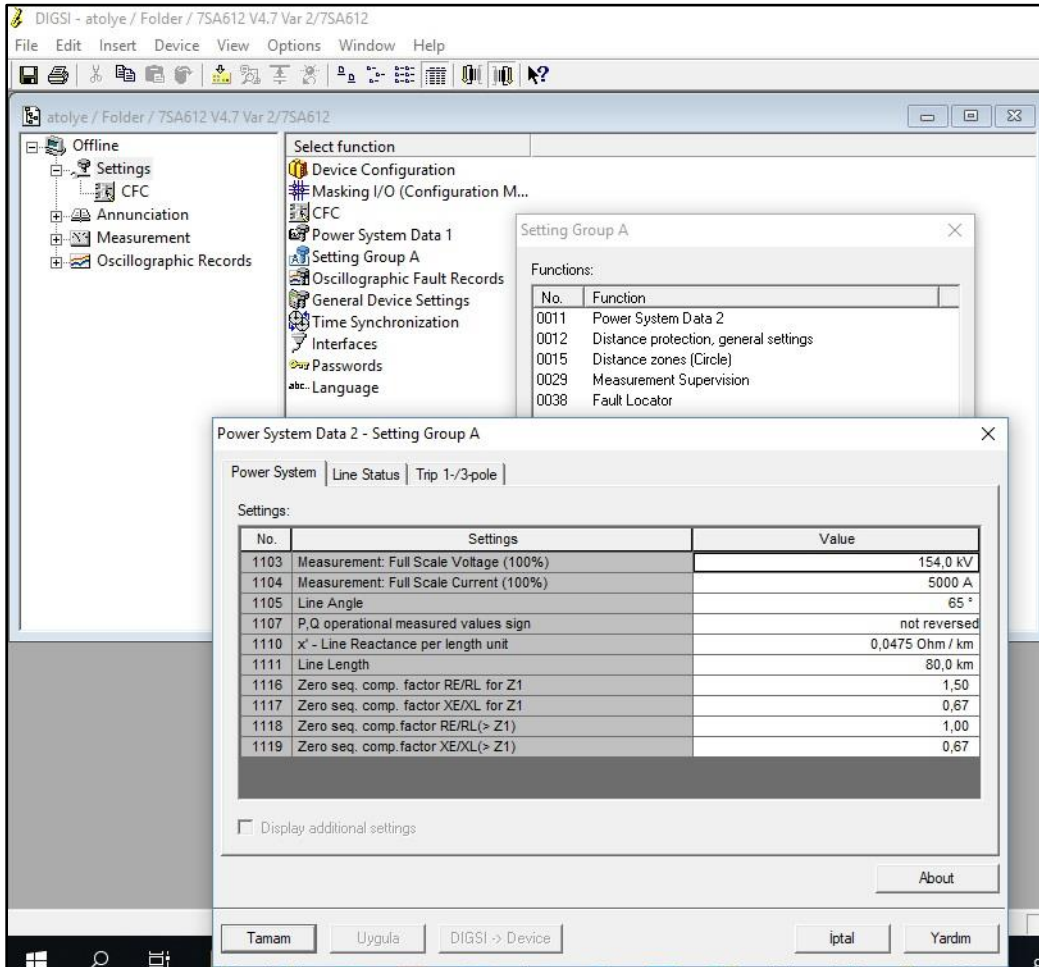 DIGSI - atolye / Folder / 7SA612 V4.7 Var 2/7SA612
File Edit Insert Device View Options Window Help
atolye / Folder / 7SA612 V4.7 Var 2/7SA612
Offline
Settings
CFC
Annunciation
Measurement
Oscillographic Records
Select function
Device Configuration
Masking I/O (Configuration M...
CFC
Power System Data 1
Setting Group A
Oscillographic Fault Records
General Device Settings
Time Synchronization
Interfaces
Passwords
abc.. Language
Setting Group A
Functions:
No. Function
0011 Power System Data 2
0012 Distance protection, general settings
0015 Distance zones (Circle)
0029 Measurement Supervision
0038 Fault Locator
Power System Data 2 - Setting Group A
Power System Line Status Trip 1-/3-pole
Settings:
No. Settings Value
1103 Measurement: Full Scale Voltage (100%) 154,0 kV
1104 Measurement: Full Scale Current (100%) 5000 A
1105 Line Angle 65 °
1107 P,Q operational measured values sign not reversed
1110 x' - Line Reactance per length unit 0,0475 Ohm / km
1111 Line Length 80,0 km
1116 Zero seq. comp. factor RE/RL for Z1 1,50
1117 Zero seq. comp. factor XE/XL for Z1 0,67
1118 Zero seq. comp.factor RE/RL(> Z1) 1,00
1119 Zero seq. comp.factor XE/XL(> Z1) 0,67
Display additional settings
About
Tamam Uygula DIGSI -> Device İptal Yardım